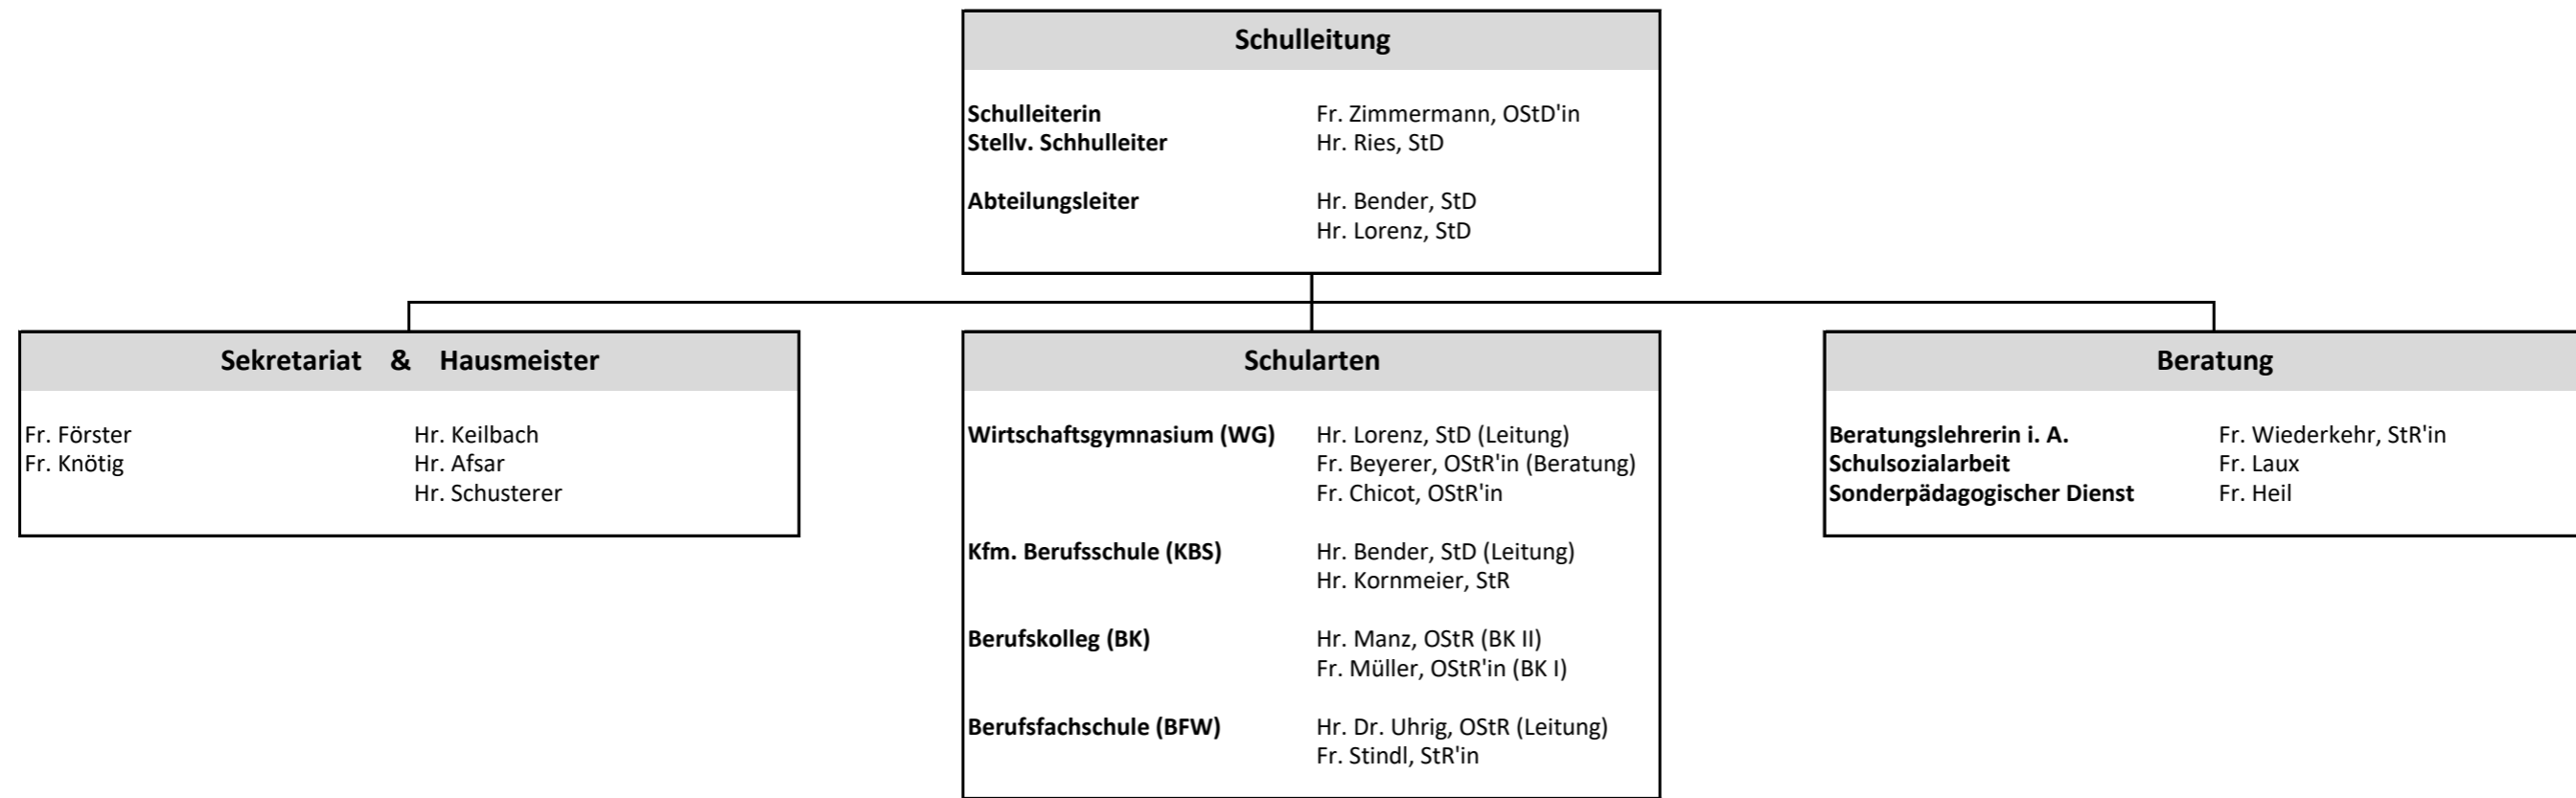 Schulleitung
Schulleiterin Fr. Zimmermann, OStD'in
Stellv. Schhulleiter Hr. Ries, StD
Abteilungsleiter Hr. Bender, StD
Hr. Lorenz, StD
Sekretariat & Hausmeister
Fr. Förster Hr. Keilbach
Fr. Knötig Hr. Afsar
Hr. Schusterer
Schularten
Wirtschaftsgymnasium (WG) Hr. Lorenz, StD (Leitung)
Fr. Beyerer, OStR'in (Beratung)
Fr. Chicot, OStR'in
Kfm. Berufsschule (KBS) Hr. Bender, StD (Leitung)
Hr. Kornmeier, StR
Berufskolleg (BK) Hr. Manz, OStR (BK II)
Fr. Müller, OStR'in (BK I)
Berufsfachschule (BFW) Hr. Dr. Uhrig, OStR (Leitung)
Fr. Stindl, StR'in
Beratung
Beratungslehrerin i. A. Fr. Wiederkehr, StR'in
Schulsozialarbeit Fr. Laux
Sonderpädagogischer Dienst Fr. Heil